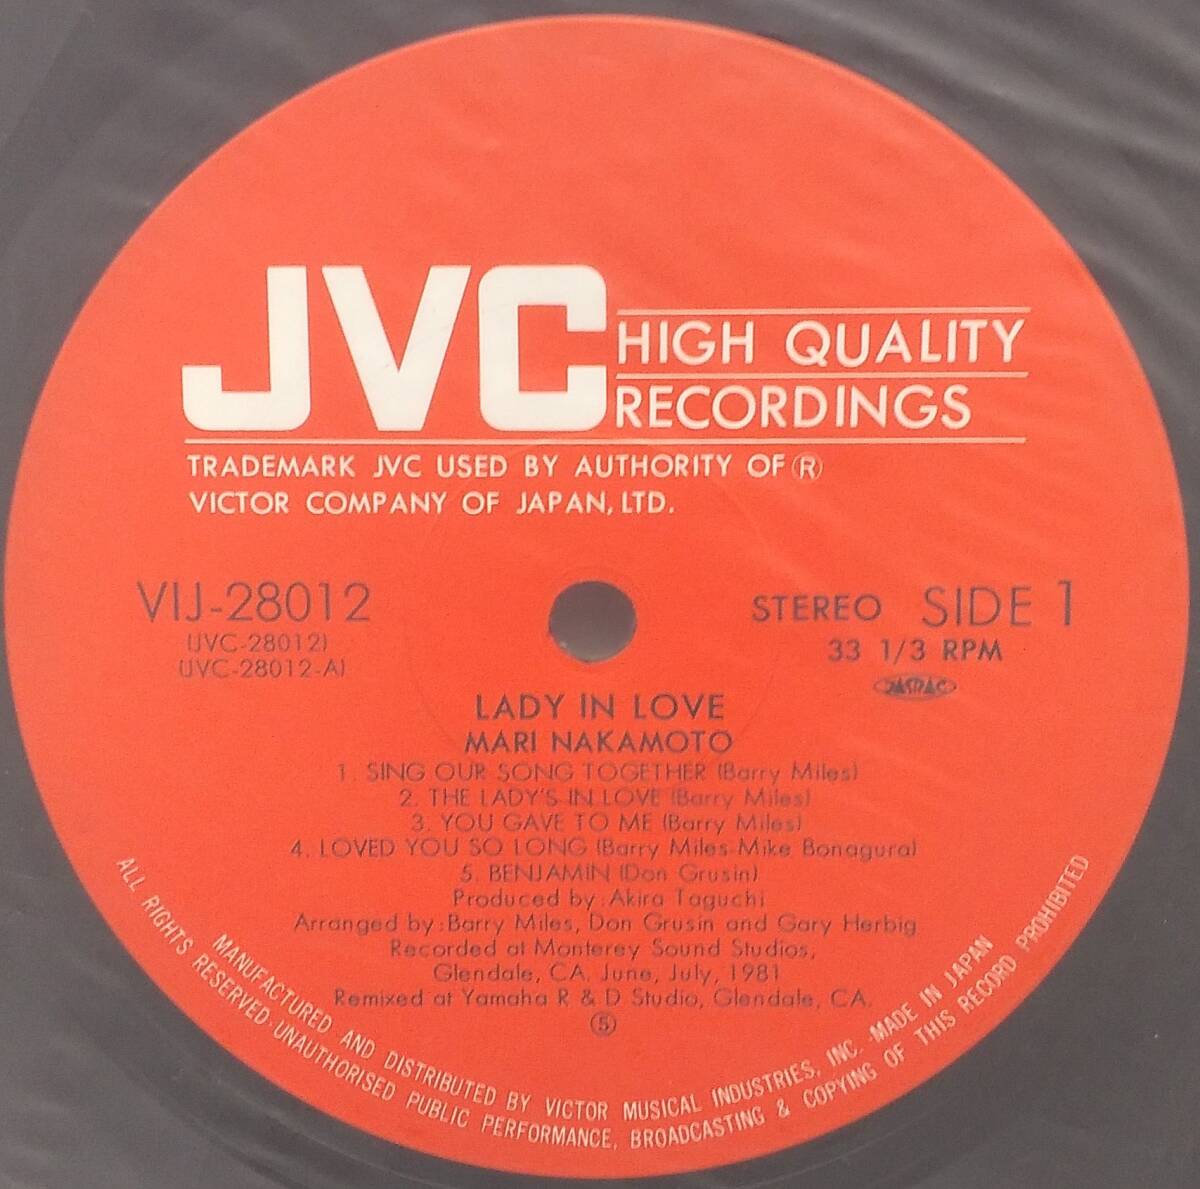 JVC
HIGH QUALITY
RECORDINGS
TRADEMARK JVC USED BY AUTHORITY OF ®
VICTOR COMPANY OF JAPAN, LTD.
VIJ-28012
(JVC-28012)
(JVC-28012-A)
STEREO SIDE 1
33 1/3 RPM
JASRAC
LADY IN LOVE
MARI NAKAMOTO
1. SING OUR SONG TOGETHER (Barry Miles)
2. THE LADY'S IN LOVE (Barry Miles)
3. YOU GAVE TO ME (Barry Miles)
4. LOVED YOU SO LONG (Barry Miles-Mike Bonagura)
5. BENJAMIN (Don Grusin)
Produced by: Akira Taguchi
Arranged by: Barry Miles, Don Grusin and Gary Herbig
Recorded at Monterey Sound Studios,
Glendale, CA. June, July, 1981
Remixed at Yamaha R & D Studio, Glendale, CA.
⑤
MANUFACTURED AND DISTRIBUTED BY VICTOR MUSICAL INDUSTRIES, INC. MADE IN JAPAN
ALL RIGHTS RESERVED-UNAUTHORISED PUBLIC PERFORMANCE, BROADCASTING & COPYING OF THIS RECORD PROHIBITED